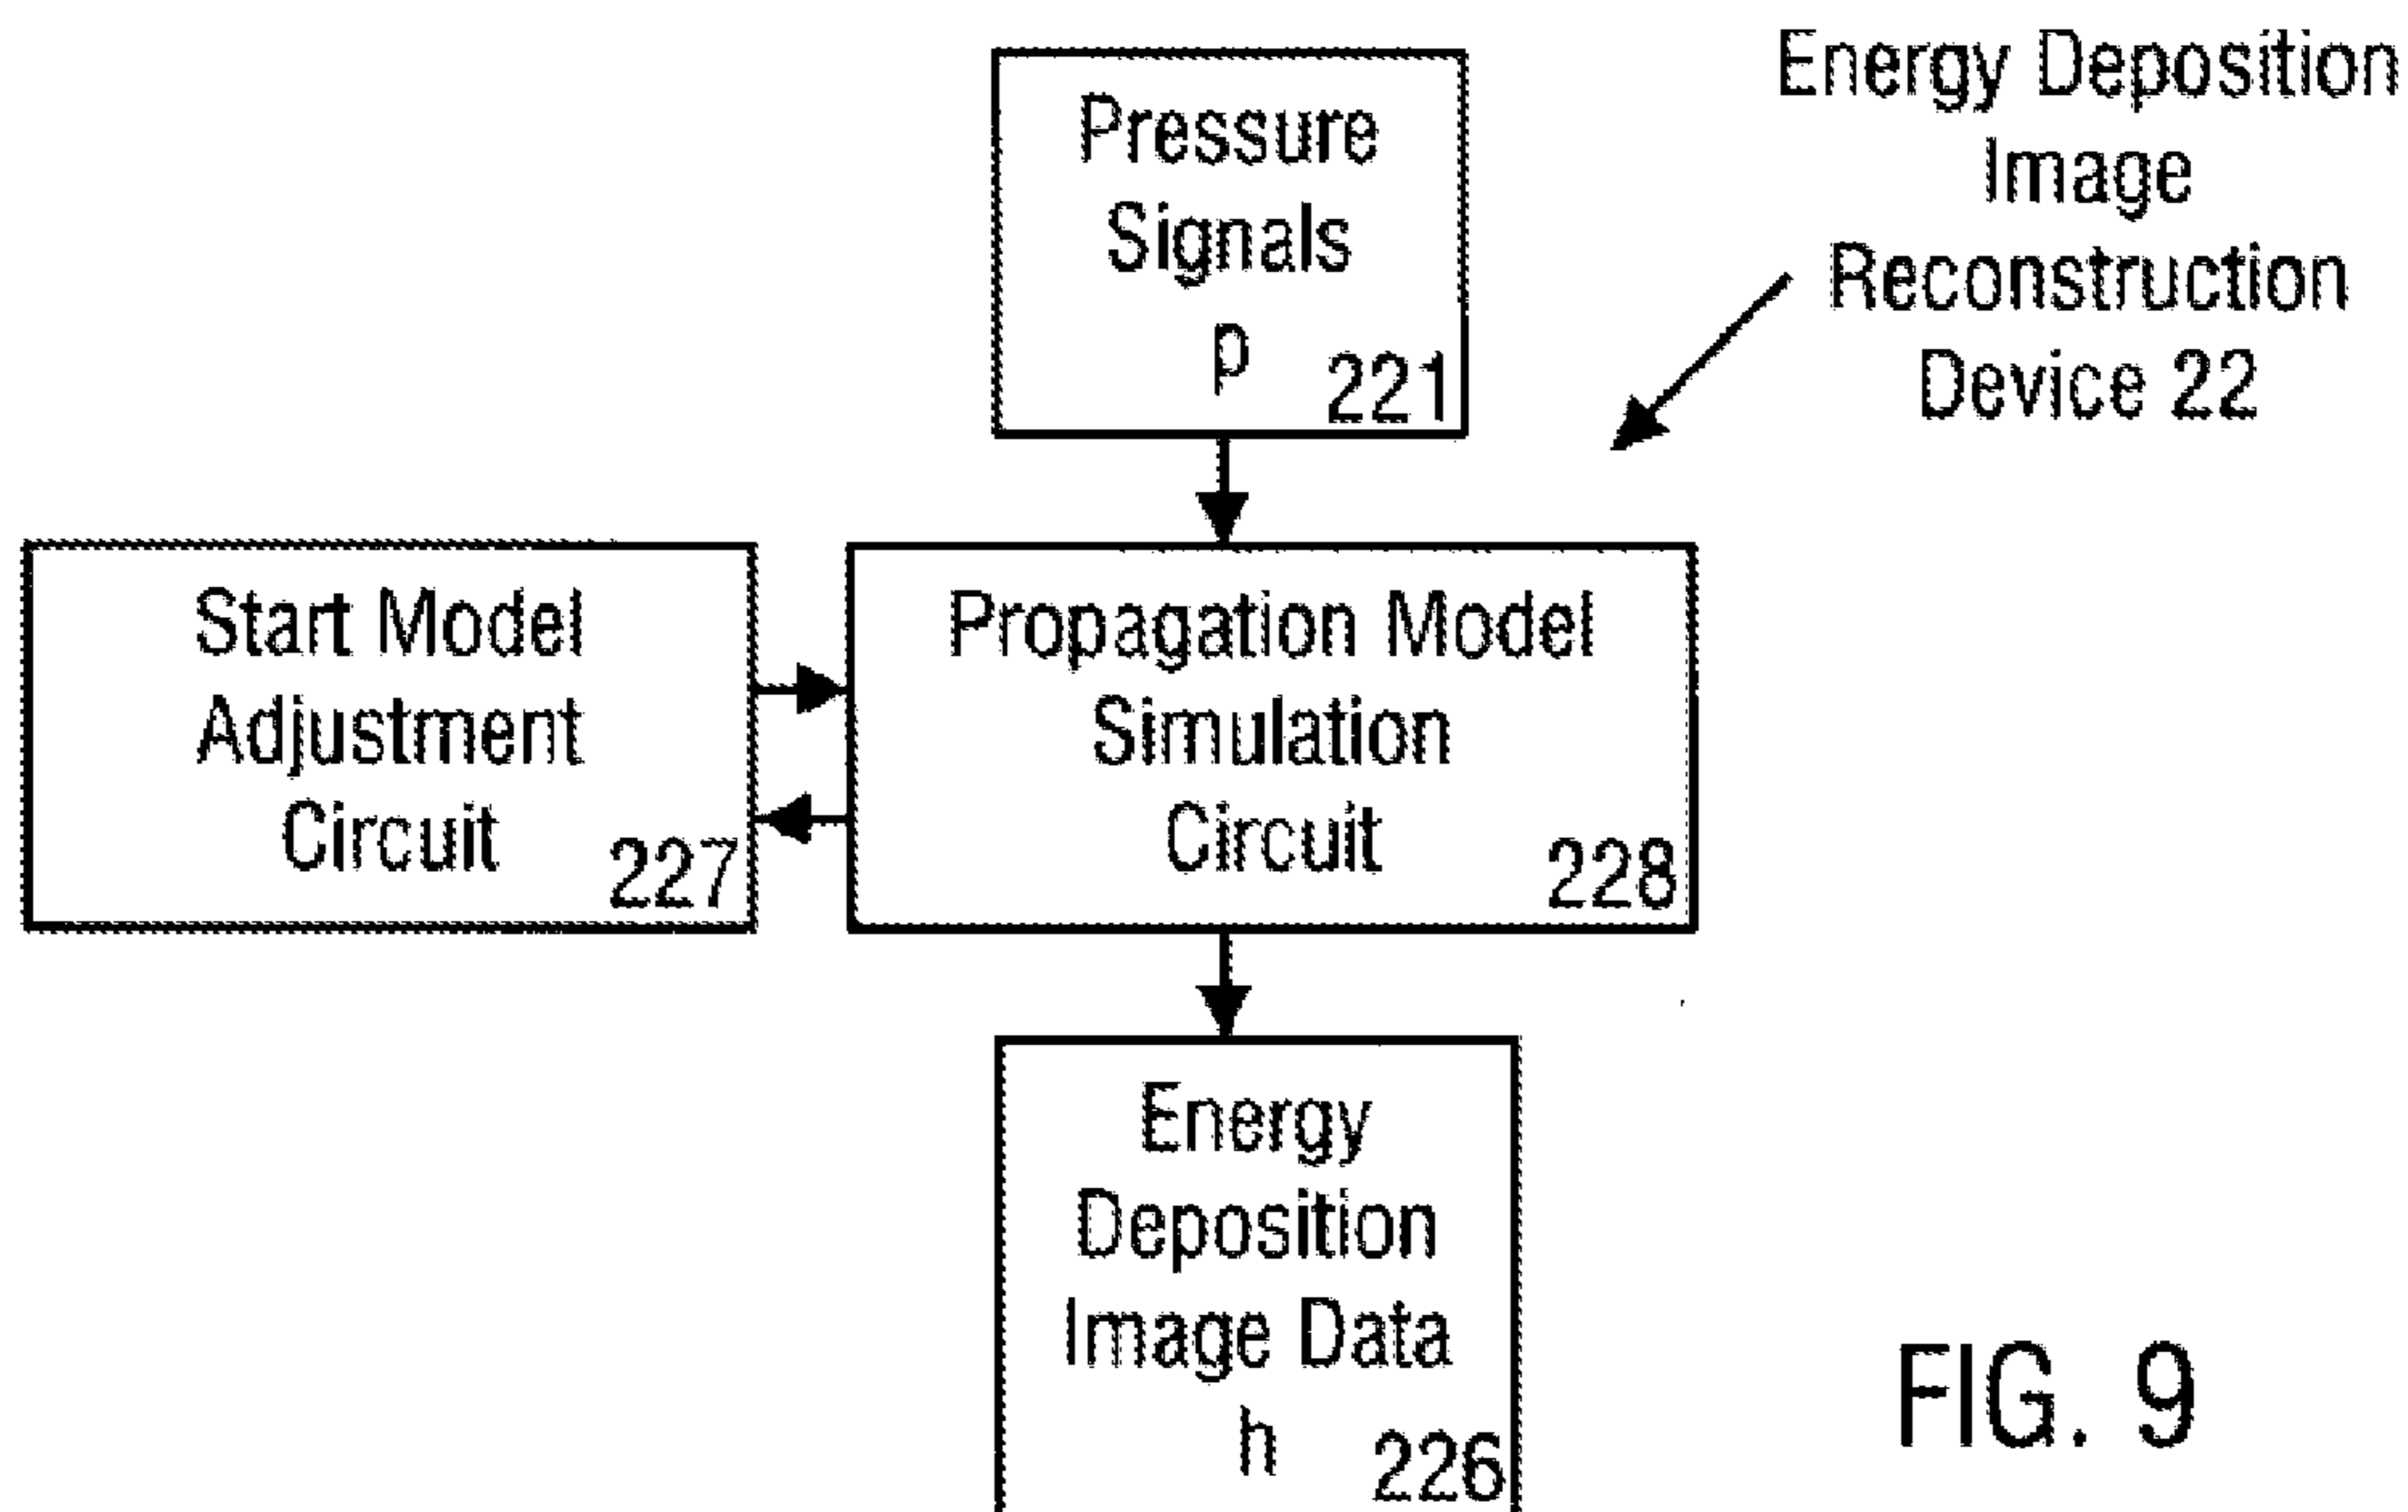 Pressure
Signals
p
221
Energy Deposition
Image
Reconstruction
Device 22
Start Model
Adjustment
Circuit
227
Propagation Model
Simulation
Circuit
228
Energy
Deposition
Image Data
h
226
FIG. 9